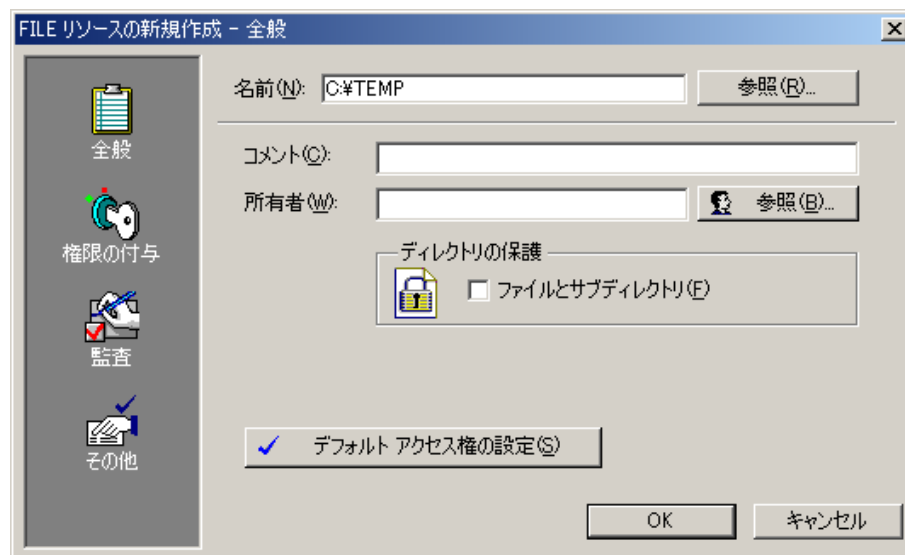 FILE リソースの新規作成 - 全般
全般
権限の付与
監査
その他
名前(N): C:¥TEMP 参照(R)...
コメント(C):
所有者(W): 参照(B)...
ディレクトリの保護
ファイルとサブディレクトリ(F)
デフォルト アクセス権の設定(S)
OK キャンセル